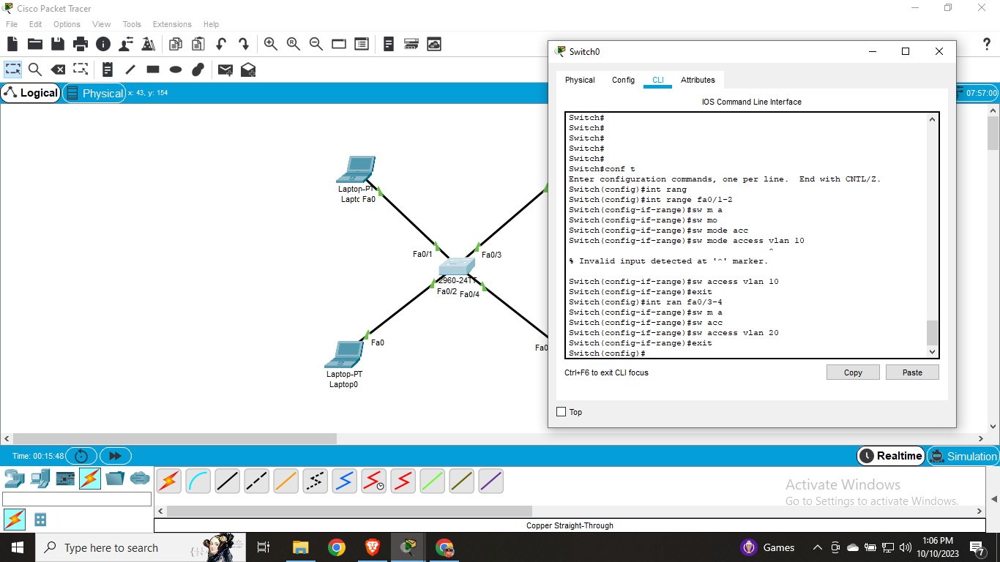 Cisco Packet Tracer
File Edit Options View Tools Extensions Help
Logical
Physical
x: 43, y: 154
07:57:00
Laptop-PT
Laptc Fa0
Fa0/1
Fa0/3
2960-24TT
Fa0/2 Fa0/4
Fa0
Fa0
Laptop-PT
Laptop0
Switch0
Physical Config CLI Attributes
IOS Command Line Interface
Switch#
Switch#
Switch#
Switch#
Switch#
Switch#conf t
Enter configuration commands, one per line.  End with CNTL/Z.
Switch(config)#int rang
Switch(config)#int range fa0/1-2
Switch(config-if-range)#sw m a
Switch(config-if-range)#sw mo
Switch(config-if-range)#sw mode acc
Switch(config-if-range)#sw mode access vlan 10
^
% Invalid input detected at '^' marker.
Switch(config-if-range)#sw access vlan 10
Switch(config-if-range)#exit
Switch(config)#int ran fa0/3-4
Switch(config-if-range)#sw m a
Switch(config-if-range)#sw acc
Switch(config-if-range)#sw access vlan 20
Switch(config-if-range)#exit
Switch(config)#
Ctrl+F6 to exit CLI focus
Copy
Paste
Top
Time: 00:15:48
Realtime
Simulation
Activate Windows
Go to Settings to activate Windows.
Copper Straight-Through
Type here to search
Games
1:06 PM
10/10/2023
7